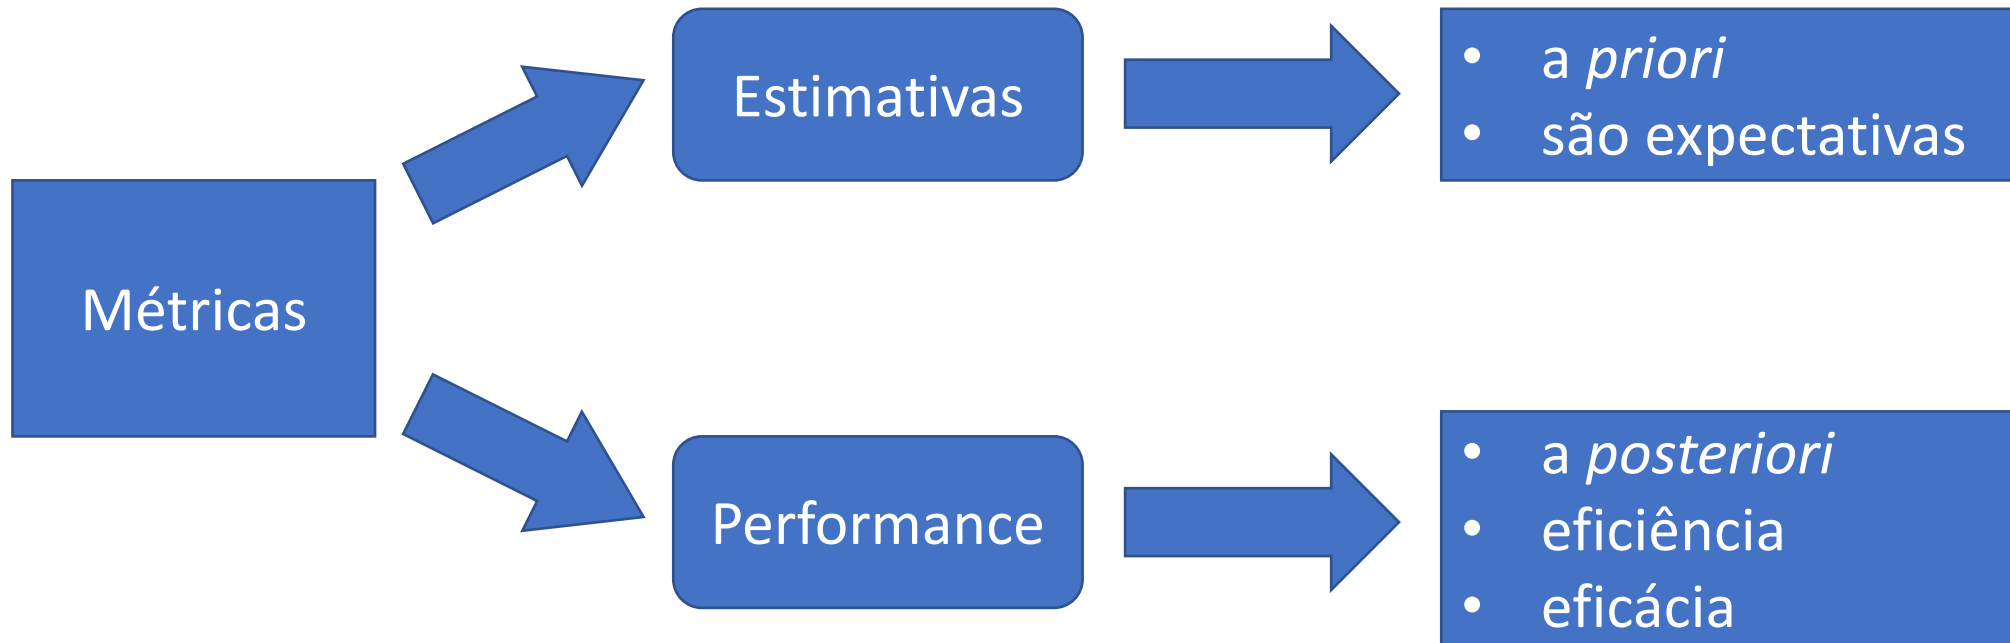 Métricas
Estimativas
• a priori
• são expectativas
Performance
• a posteriori
• eficiência
• eficácia